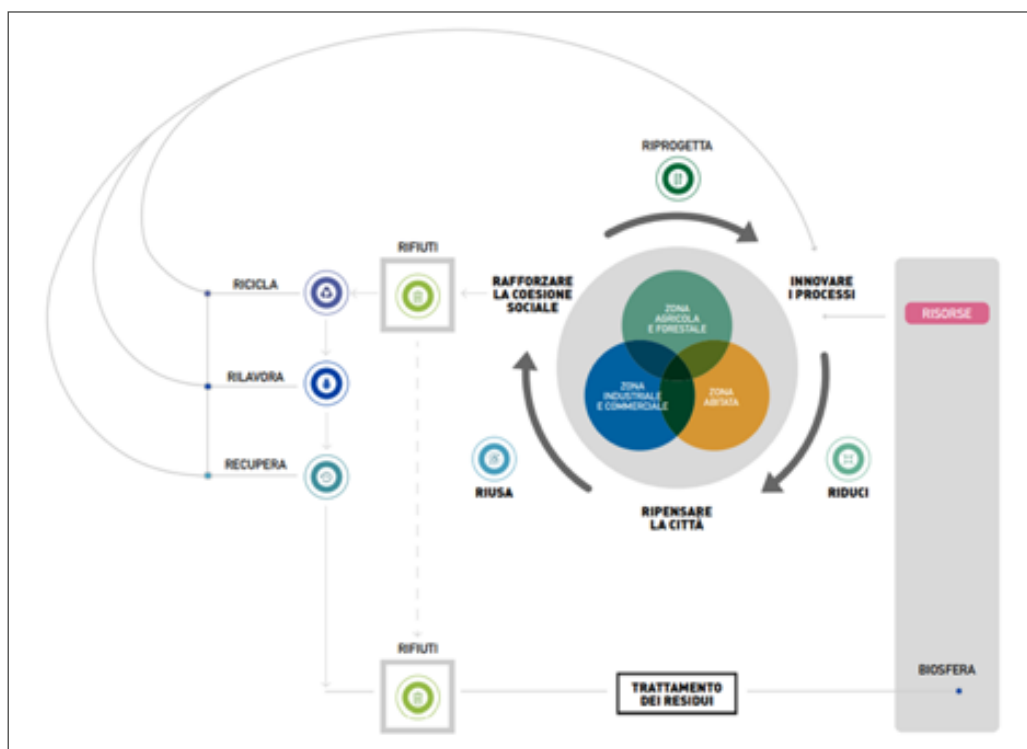 RIPROGETTA
RIFIUTI
RICICLA
RAFFORZARE
LA COESIONE
SOCIALE
INNOVARE
I PROCESSI
ZONA
AGRICOLA
E FORESTALE
RISORSE
RILAVORA
ZONA
INDUSTRIALE
E COMMERCIALE
ZONA
ABITATA
RECUPERA
RIUSA
RIDUCI
RIPENSARE
LA CITTÀ
RIFIUTI
TRATTAMENTO
DEI RESIDUI
BIOSFERA